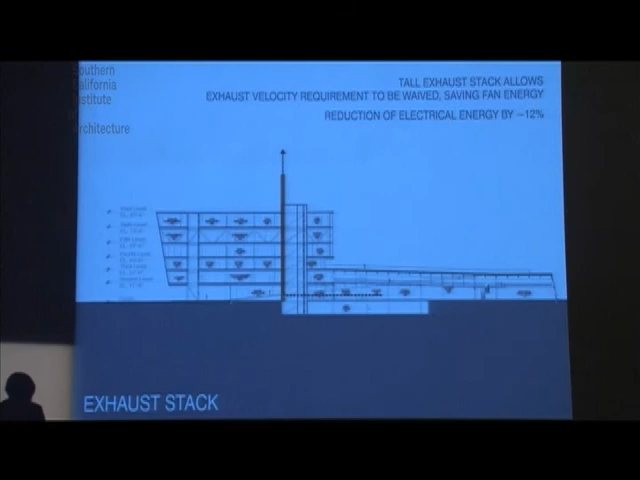 outhern
alifornia
stitute
rchitecture
TALL EXHAUST STACK ALLOWS
EXHAUST VELOCITY REQUIREMENT TO BE WAIVED, SAVING FAN ENERGY
REDUCTION OF ELECTRICAL ENERGY BY ~12%
EXHAUST STACK